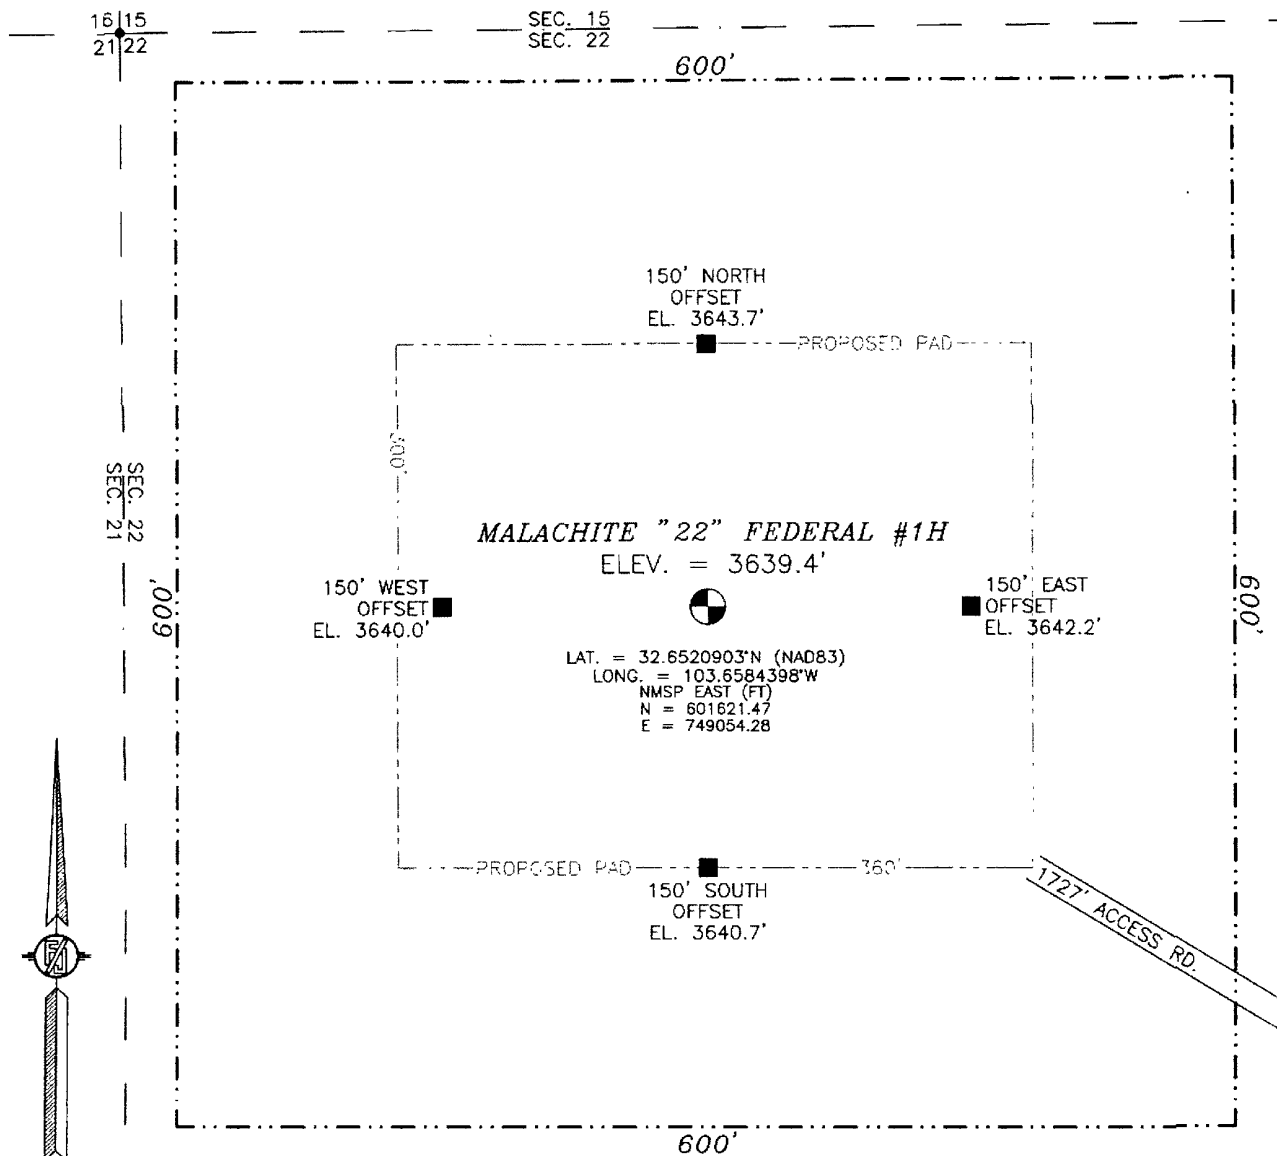 16 15
21 22
SEC. 15
SEC. 22
600'
150' NORTH
OFFSET
EL. 3643.7'
PROPOSED PAD
300'
SEC. 22
SEC. 21
MALACHITE "22" FEDERAL #1H
ELEV. = 3639.4'
150' WEST
OFFSET
EL. 3640.0'
150' EAST
OFFSET
EL. 3642.2'
600'
600'
LAT. = 32.6520903°N (NAD83)
LONG. = 103.6584398°W
NMSP EAST (FT)
N = 601621.47
E = 749054.28
PROPOSED PAD
360'
150' SOUTH
OFFSET
EL. 3640.7'
1727' ACCESS RD.
600'